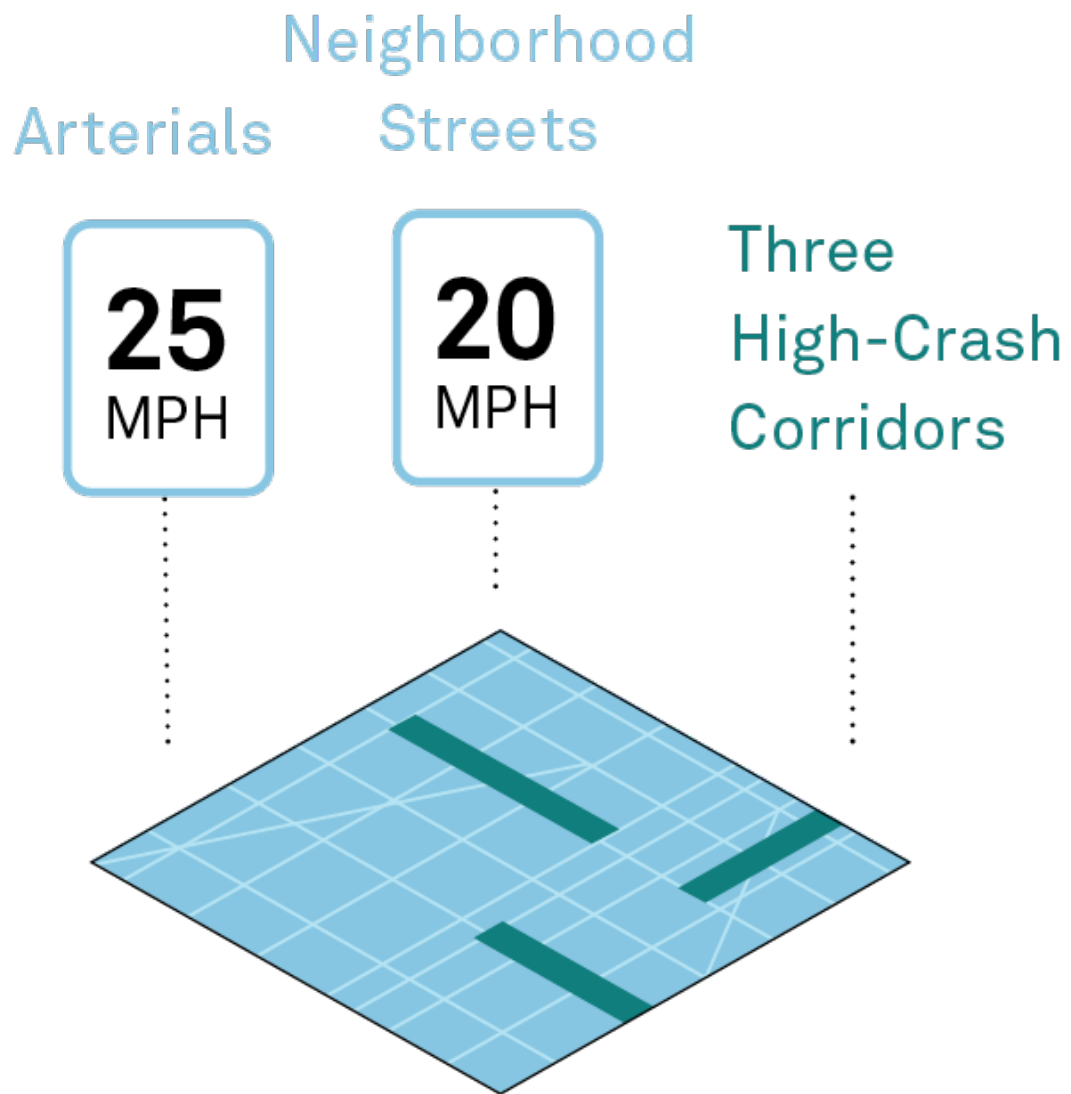 Arterials
25
MPH
Neighborhood
Streets
20
MPH
Three
High-Crash
Corridors